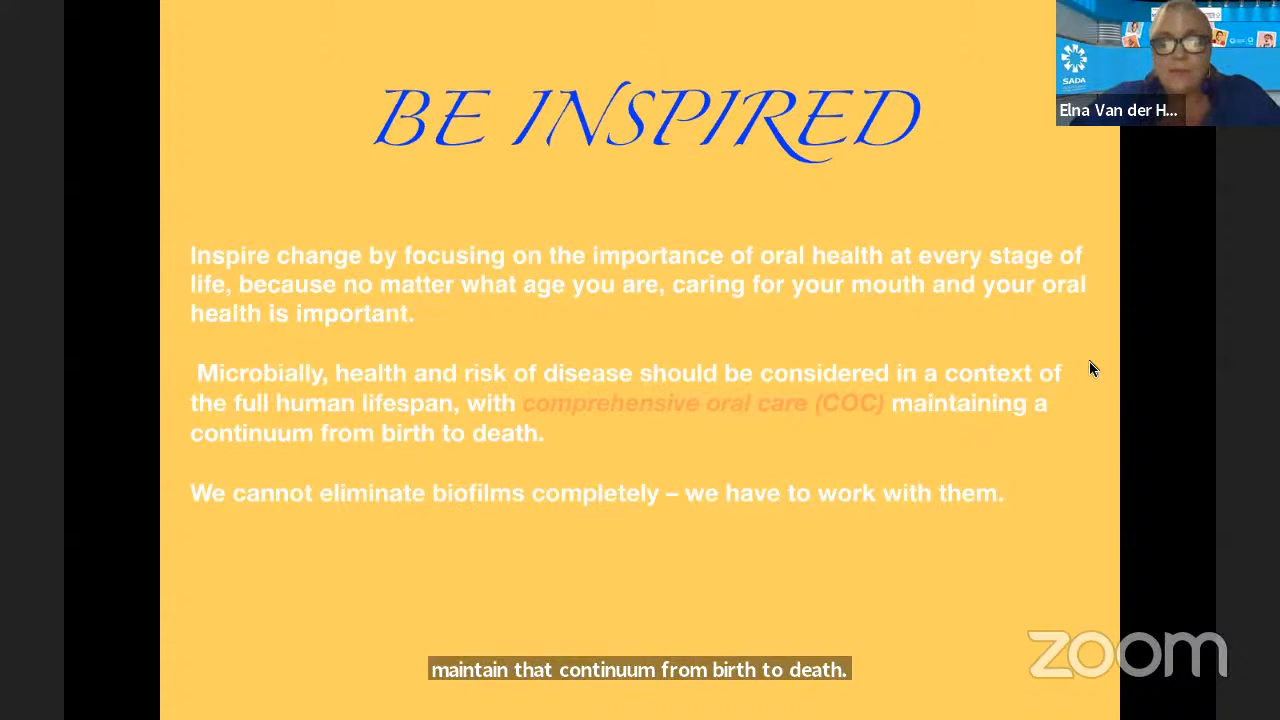 BE INSPIRED
SADA
Elna Van der H...
Inspire change by focusing on the importance of oral health at every stage of
life, because no matter what age you are, caring for your mouth and your oral
health is important.
Microbially, health and risk of disease should be considered in a context of
the full human lifespan, with comprehensive oral care (COC) maintaining a
continuum from birth to death.
We cannot eliminate biofilms completely – we have to work with them.
maintain that continuum from birth to death.
zoom